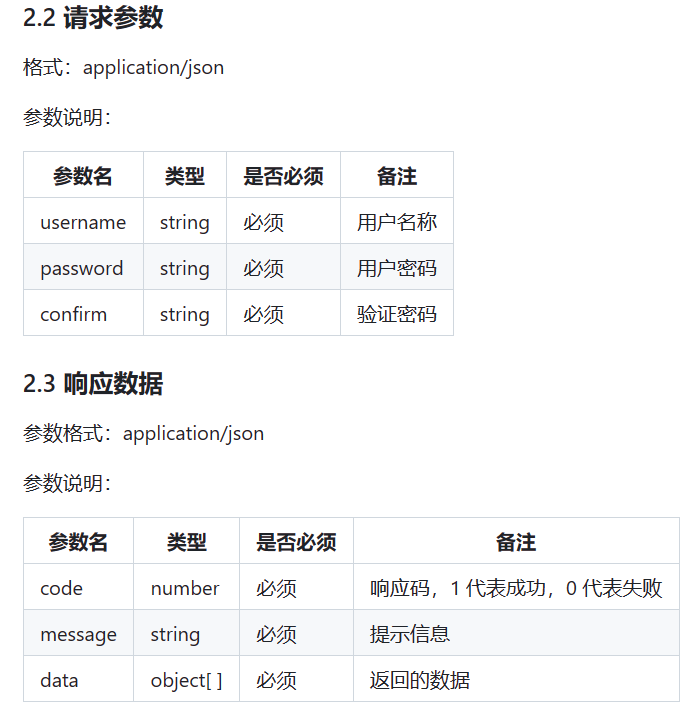 2.2 请求参数
格式：application/json
参数说明：
参数名 类型 是否必须 备注
username string 必须 用户名称
password string 必须 用户密码
confirm string 必须 验证密码
2.3 响应数据
参数格式：application/json
参数说明：
参数名 类型 是否必须 备注
code number 必须 响应码，1 代表成功，0 代表失败
message string 必须 提示信息
data object[ ] 必须 返回的数据